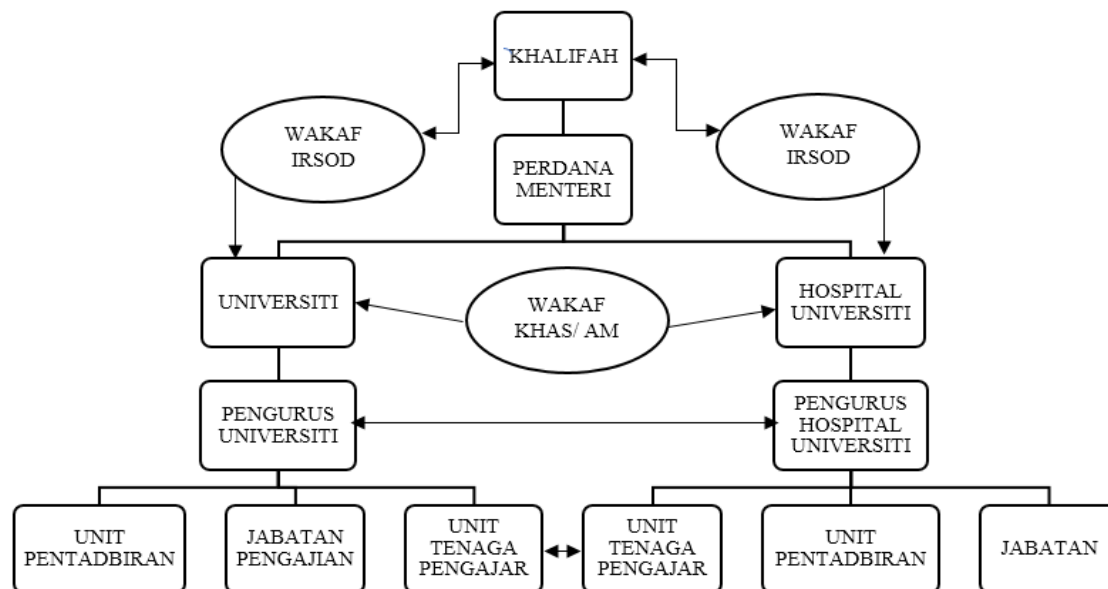 KHALIFAH
WAKAF
IRSOD
WAKAF
IRSOD
PERDANA
MENTERI
UNIVERSITI
WAKAF
KHAS/ AM
HOSPITAL
UNIVERSITI
PENGURUS
UNIVERSITI
PENGURUS
HOSPITAL
UNIVERSITI
UNIT
PENTADBIRAN
JABATAN
PENGAJIAN
UNIT
TENAGA
PENGAJAR
UNIT
TENAGA
PENGAJAR
UNIT
PENTADBIRAN
JABATAN